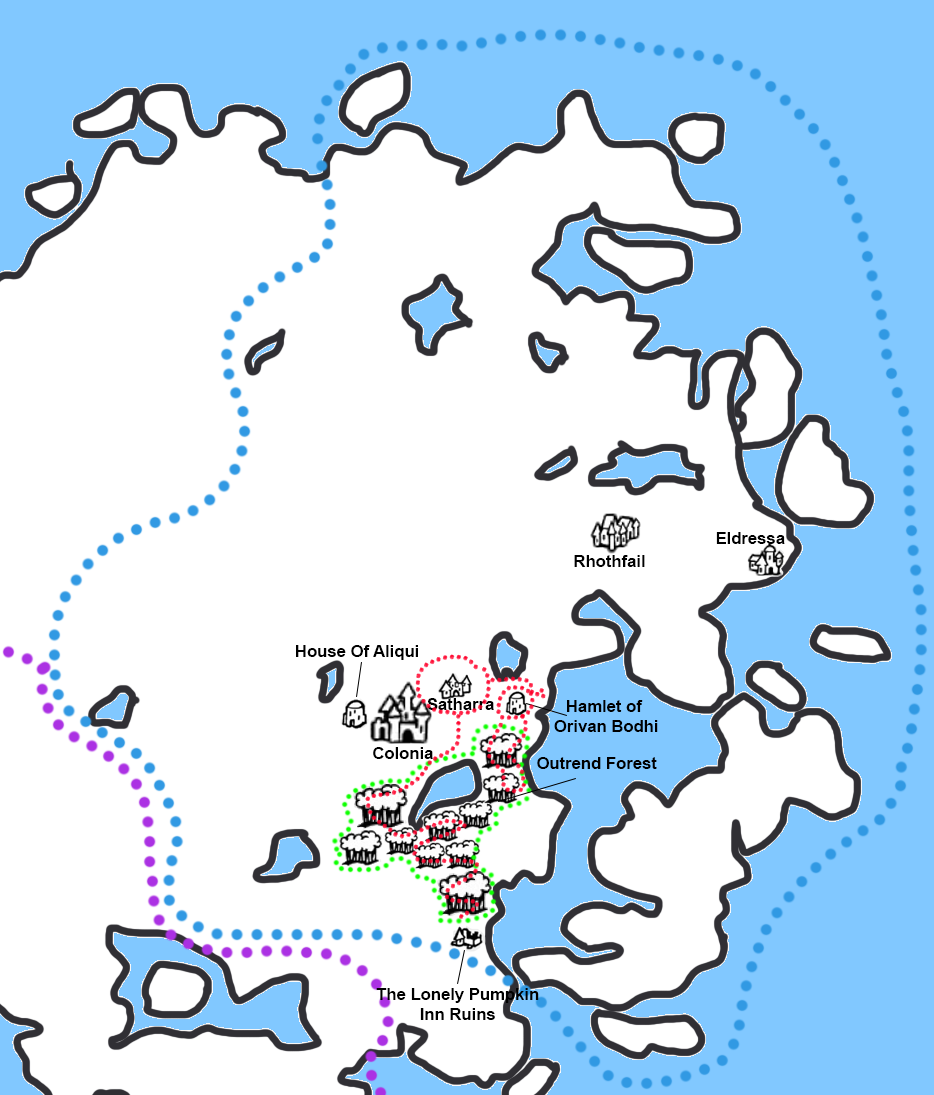 Eldressa
Rhothfail
House Of Aliqui
Satharra
Hamlet of
Orivan Bodhi
Colonia
Outrend Forest
The Lonely Pumpkin
Inn Ruins